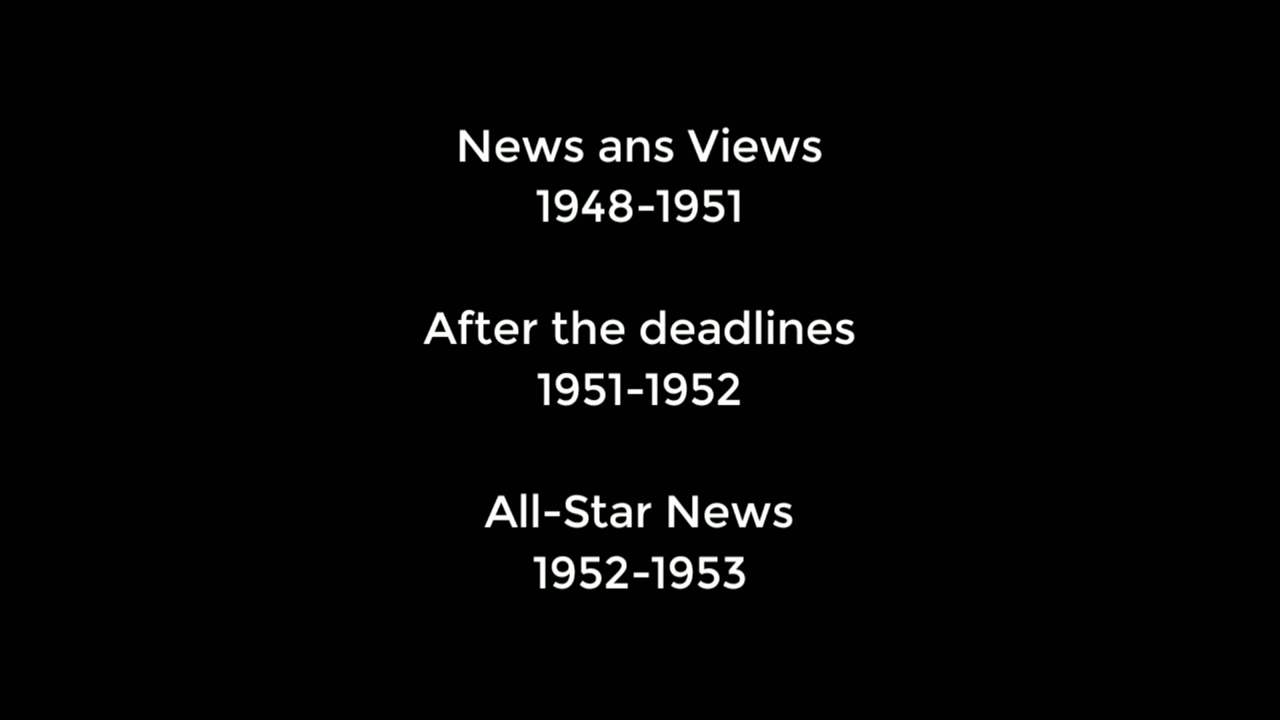 News ans Views
1948-1951
After the deadlines
1951-1952
All-Star News
1952-1953